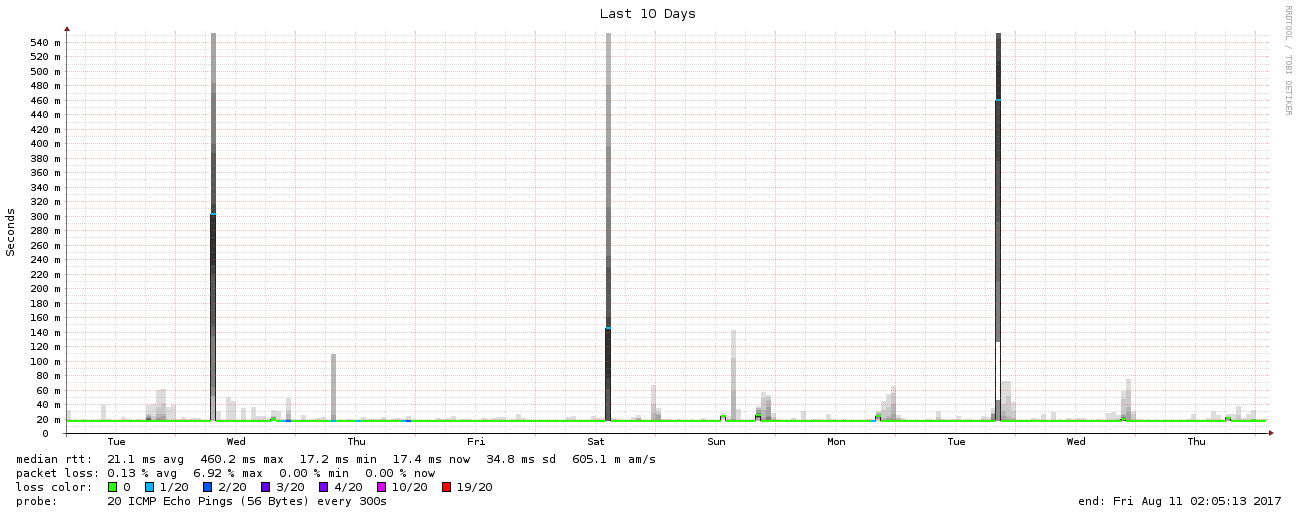 Last 10 Days
RRDTOOL / TOBI OETIKER
Seconds
540 m
520 m
500 m
480 m
460 m
440 m
420 m
400 m
380 m
360 m
340 m
320 m
300 m
280 m
260 m
240 m
220 m
200 m
180 m
160 m
140 m
120 m
100 m
80 m
60 m
40 m
20 m
0
Tue Wed Thu Fri Sat Sun Mon Tue Wed Thu
median rtt: 21.1 ms avg 460.2 ms max 17.2 ms min 17.4 ms now 34.8 ms sd 605.1 m am/s
packet loss: 0.13 % avg 6.92 % max 0.00 % min 0.00 % now
loss color: 0 1/20 2/20 3/20 4/20 10/20 19/20
probe: 20 ICMP Echo Pings (56 Bytes) every 300s end: Fri Aug 11 02:05:13 2017